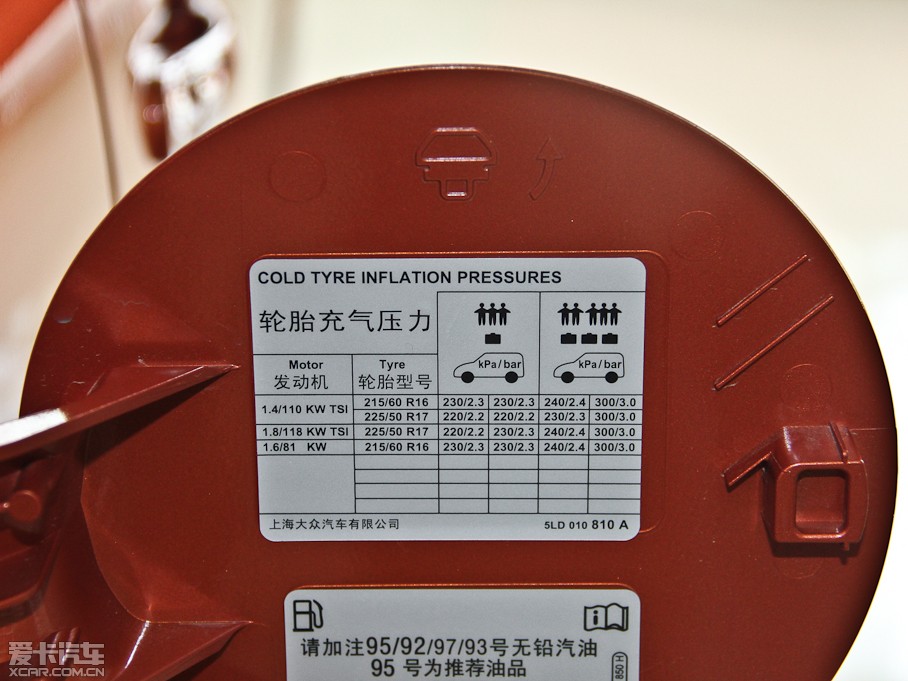 COLD TYRE INFLATION PRESSURES
轮胎充气压力
kPa/bar kPa/bar
Motor Tyre
发动机 轮胎型号
1.4/110 KW TSI 215/60 R16 230/2.3 230/2.3 240/2.4 300/3.0
225/50 R17 220/2.2 220/2.2 230/2.3 300/3.0
1.8/118 KW TSI 225/50 R17 220/2.2 230/2.3 240/2.4 300/3.0
1.6/81 KW 215/60 R16 230/2.3 230/2.3 240/2.4 300/3.0
上海大众汽车有限公司 5LD 010 810 A
请加注95/92/97/93号无铅汽油
95 号为推荐油品
850 H
爱卡汽车
XCAR.COM.CN